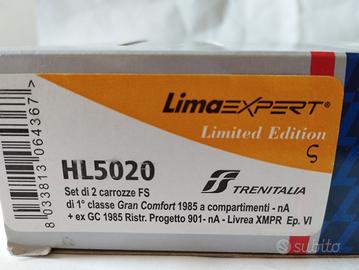 LimaEXPERT®
Limited Edition
HL5020
TRENITALIA
Set di 2 carrozze FS
di 1° classe Gran Comfort 1985 a compartimenti - nA
+ ex GC 1985 Ristr. Progetto 901- nA - Livrea XMPR Ep. VI
8 033813 064367 >
subito